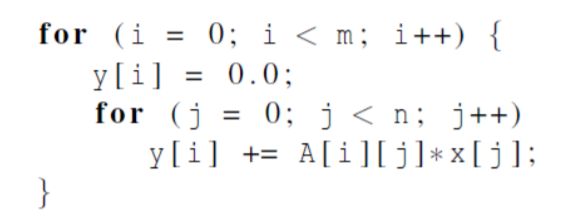 for (i = 0; i < m; i++) {
y[i] = 0.0;
for (j = 0; j < n; j++)
y[i] += A[i][j]*x[j];
}